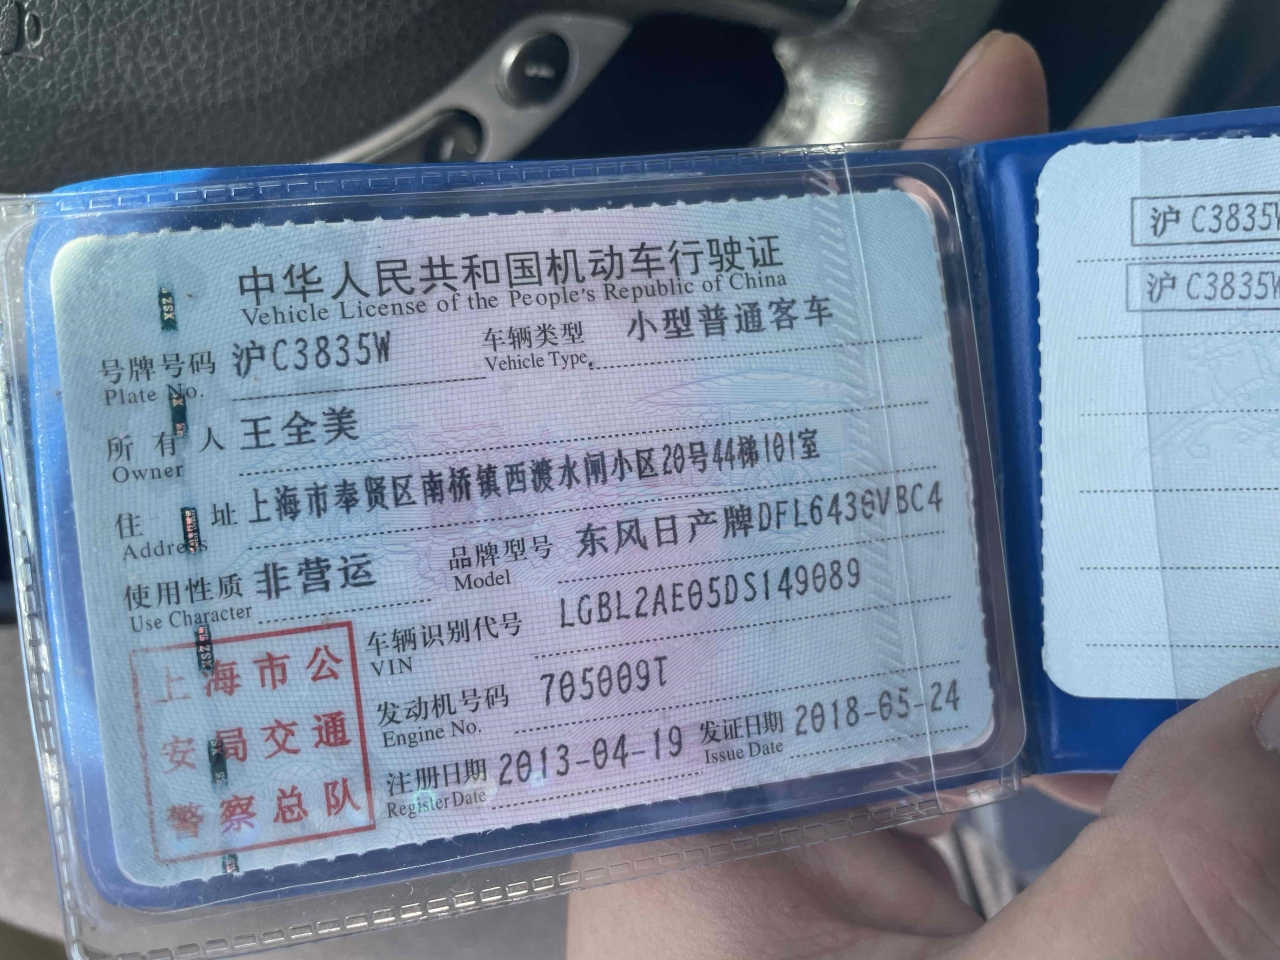 中华人民共和国机动车行驶证
Vehicle License of the People's Republic of China
号牌号码 沪C3835W 车辆类型 小型普通客车
Plate No. Vehicle Type
所有人 王全美
Owner
住址 上海市奉贤区南桥镇西渡水闸小区20号44梯101室
Address
使用性质 非营运 品牌型号 东风日产牌DFL6430VBC4
Use Character Model
车辆识别代号 LGBL2AE05DS149089
VIN
发动机号码 705009T
Engine No.
注册日期 2013-04-19 发证日期 2018-05-24
Register Date Issue Date
上海市公
安局交通
警察总队
沪C3835W
沪C3835W